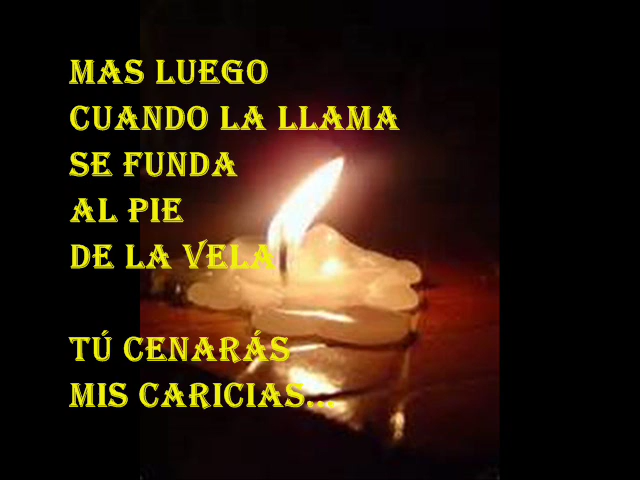 MAS LUEGO
CUANDO LA LLAMA
SE FUNDA
AL PIE
DE LA VELA
TÚ CENARÁS
MIS CARICIAS...